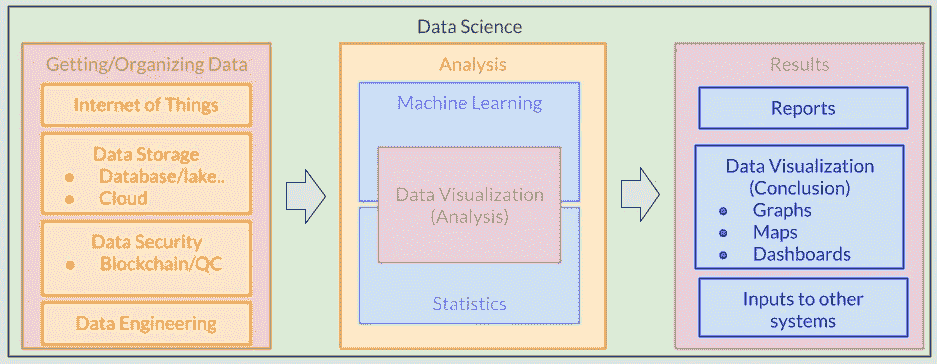 Data Science
Getting/Organizing Data
Internet of Things
Data Storage
● Database/lake..
● Cloud
Data Security
● Blockchain/QC
Data Engineering
Analysis
Machine Learning
Data Visualization
(Analysis)
Statistics
Results
Reports
Data Visualization
(Conclusion)
● Graphs
● Maps
● Dashboards
Inputs to other
systems